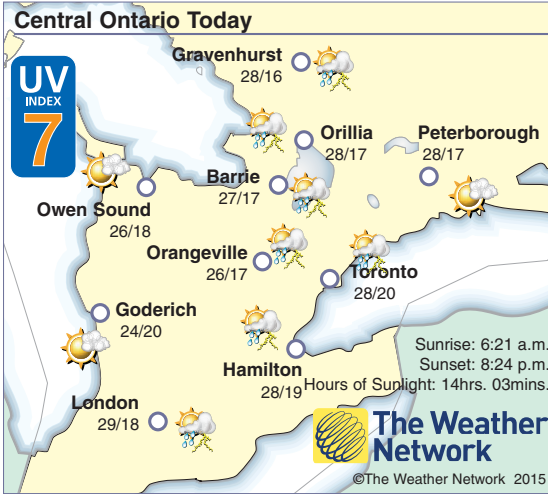 Central Ontario Today
UV
INDEX
7
Gravenhurst
28/16
Orillia
28/17
Peterborough
28/17
Barrie
27/17
Owen Sound
26/18
Orangeville
26/17
Toronto
28/20
Goderich
24/20
Hamilton
28/19
London
29/18
Sunrise: 6:21 a.m.
Sunset: 8:24 p.m.
Hours of Sunlight: 14hrs. 03mins.
The Weather
Network
©The Weather Network 2015